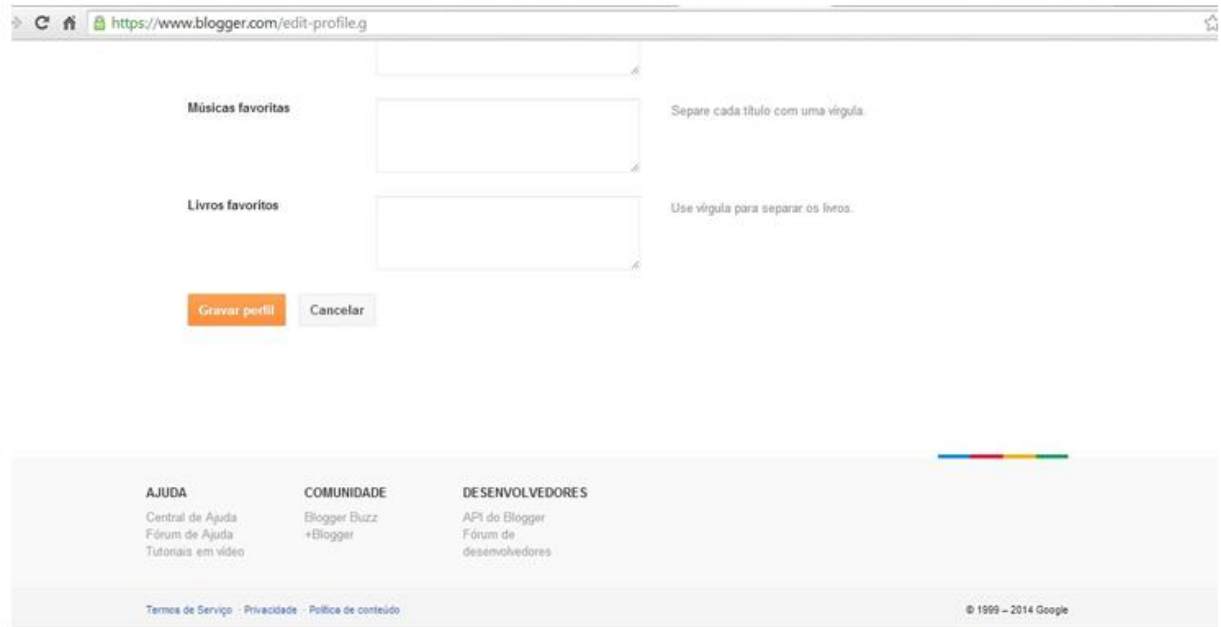 https://www.blogger.com/edit-profile.g
Músicas favoritas
Separe cada título com uma vírgula.
Livros favoritos
Use vírgula para separar os livros.
Gravar perfil
Cancelar
AJUDA
Central de Ajuda
Fórum de Ajuda
Tutoriais em vídeo
COMUNIDADE
Blogger Buzz
+Blogger
DESENVOLVEDORES
API do Blogger
Fórum de
desenvolvedores
Termos de Serviço - Privacidade - Política de conteúdo
© 1999 – 2014 Google